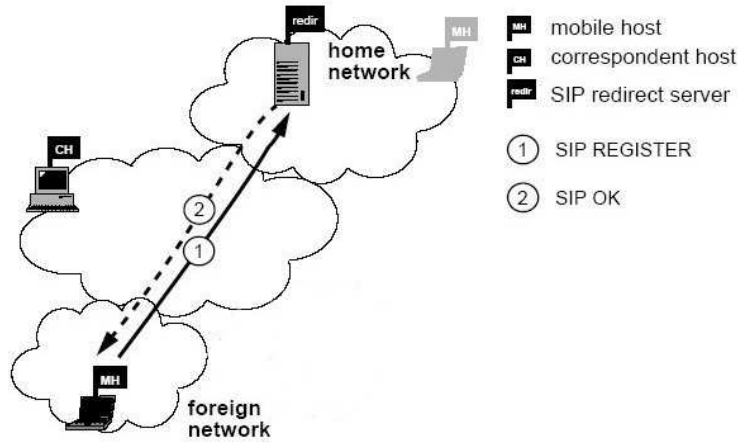 redir
home
network
MH
CH
2
1
MH
foreign
network
MH mobile host
CH correspondent host
redir SIP redirect server
1 SIP REGISTER
2 SIP OK